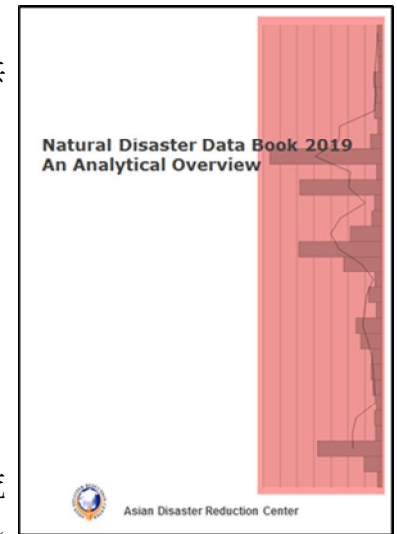 Natural Disaster Data Book 2019
An Analytical Overview
Asian Disaster Reduction Center